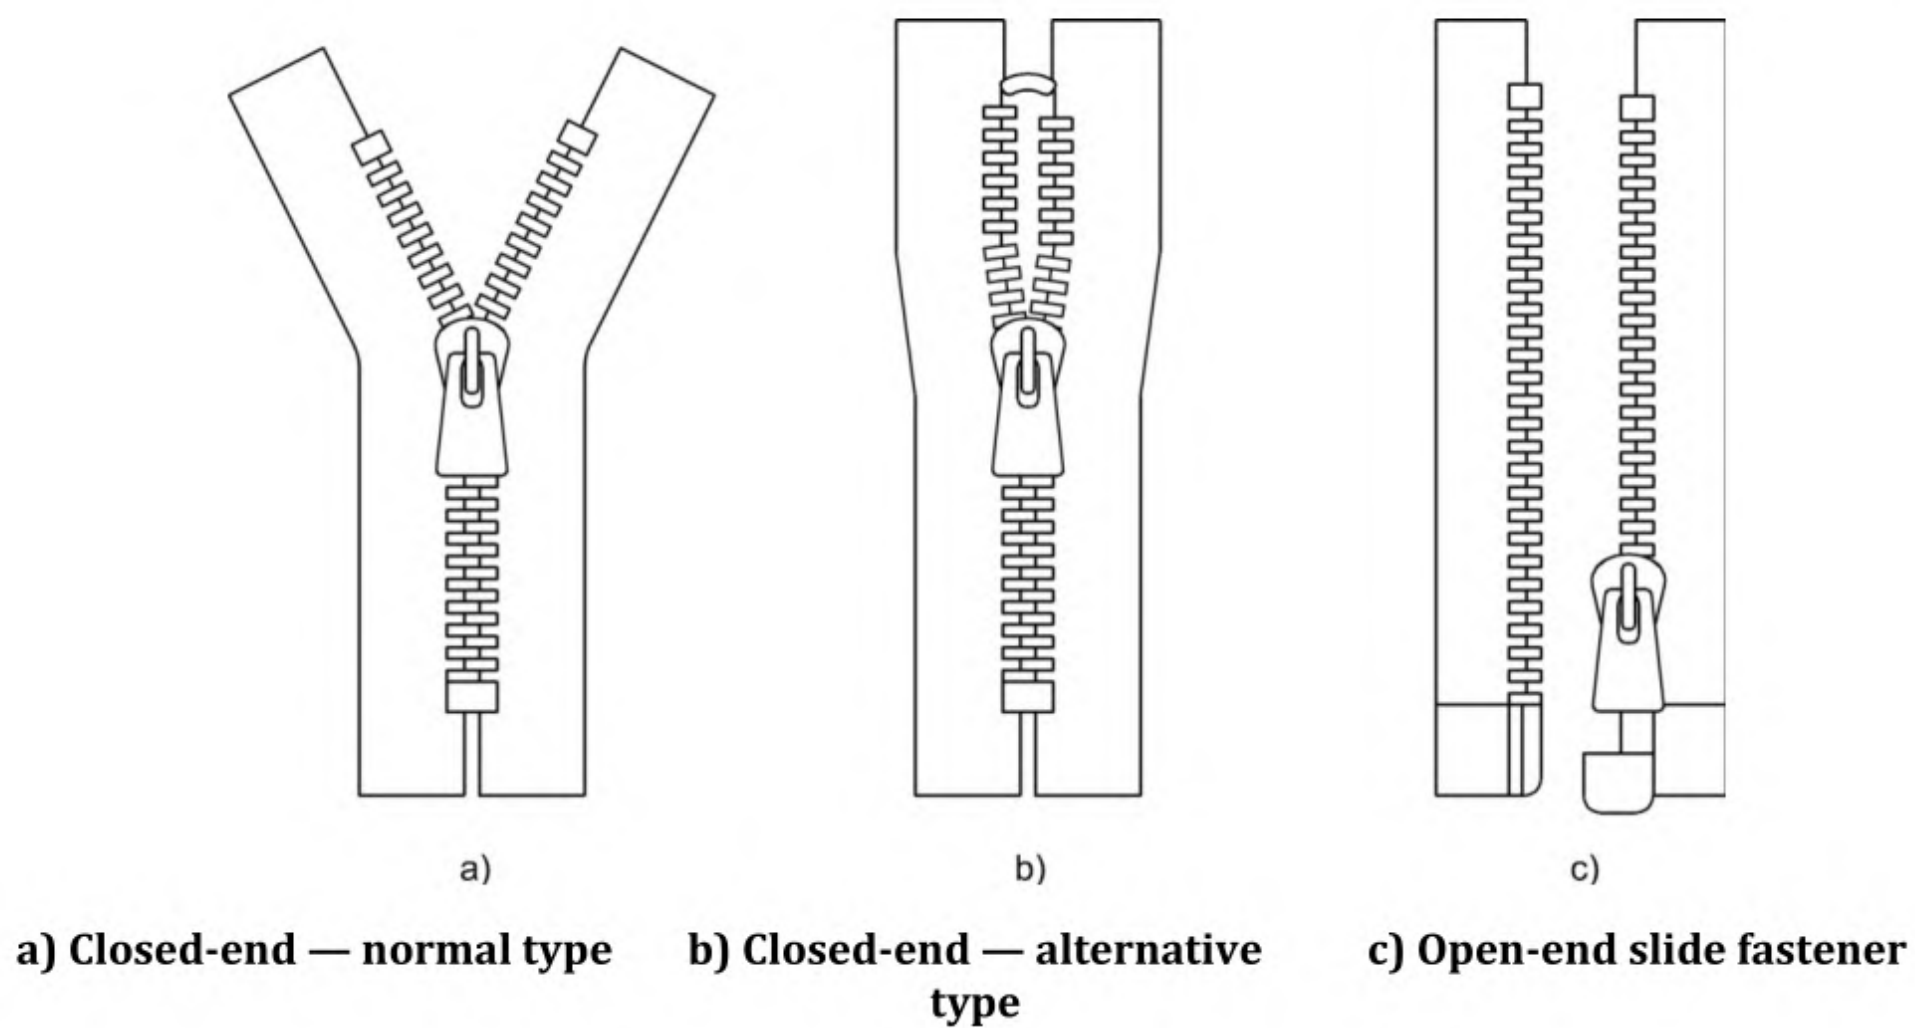 a)
b)
c)
a) Closed-end — normal type
b) Closed-end — alternative
type
c) Open-end slide fastener